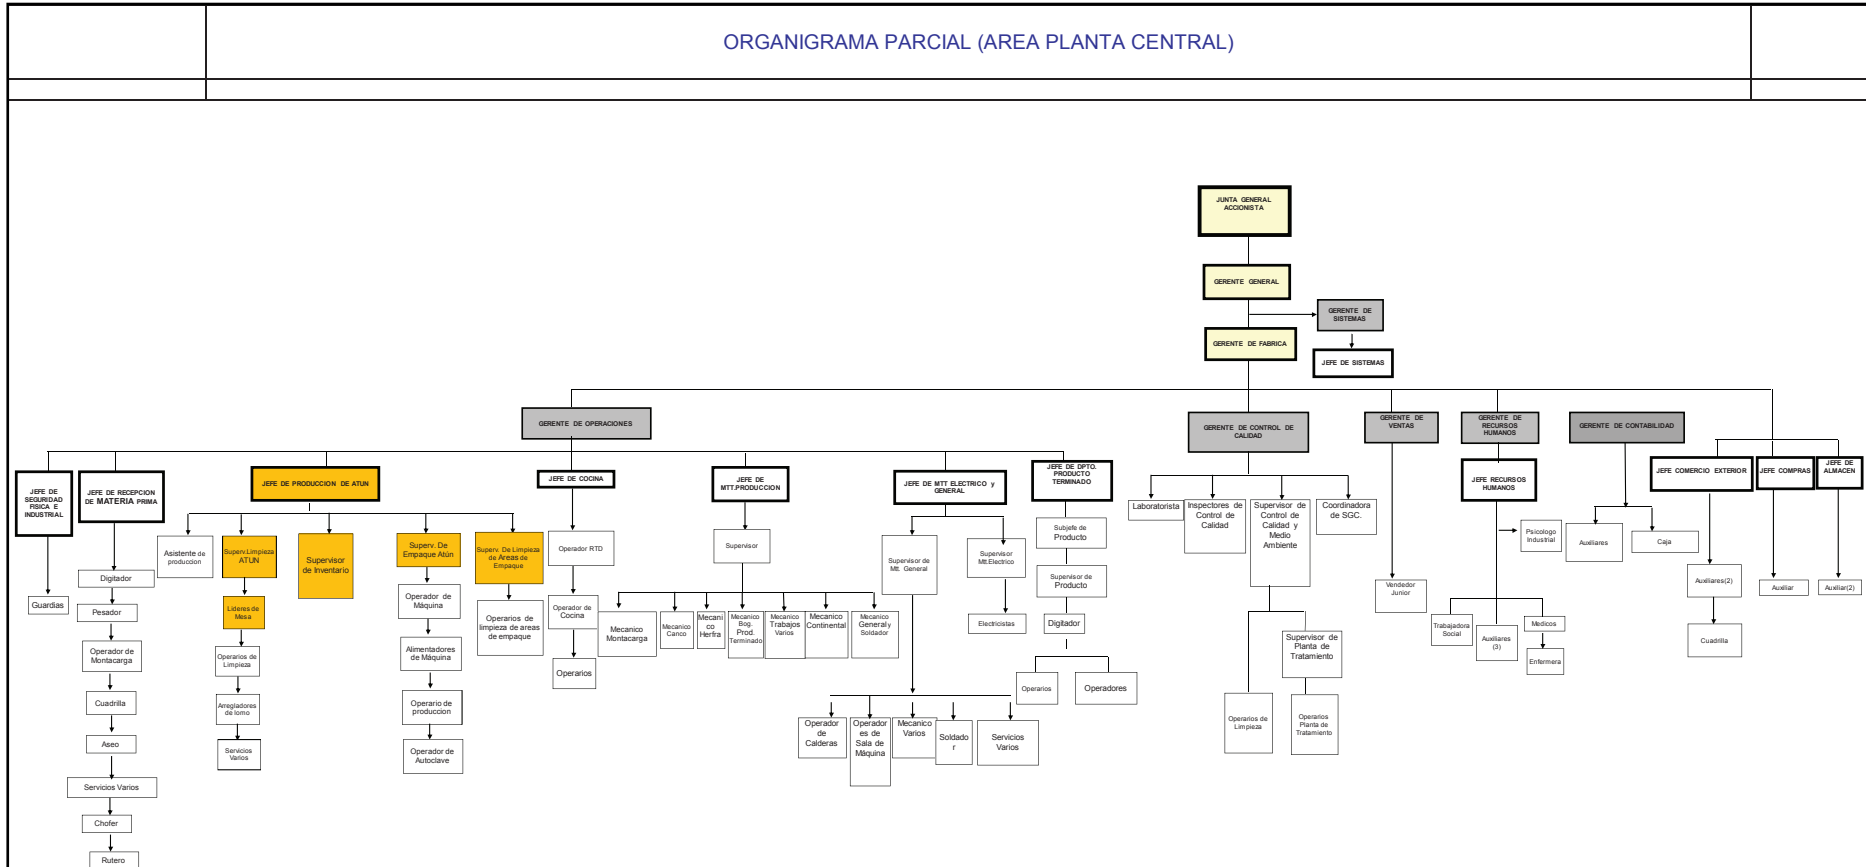 ORGANIGRAMA PARCIAL (AREA PLANTA CENTRAL)
JUNTA GENERAL
ACCIONISTA
GERENTE GENERAL
GERENTE DE
SISTEMAS
GERENTE DE FABRICA
JEFE DE SISTEMAS
GERENTE DE OPERACIONES
GERENTE DE CONTROL DE
CALIDAD
GERENTE DE
VENTAS
GERENTE DE
RECURSOS
HUMANOS
GERENTE DE CONTABILIDAD
JEFE DE
SEGURIDAD
FISICA E
INDUSTRIAL
JEFE DE RECEPCION
DE MATERIA PRIMA
JEFE DE PRODUCCION DE ATUN
JEFE DE COCINA
JEFE DE
MTT.PRODUCCION
JEFE DE MTT ELECTRICO y
GENERAL
JEFE DE DPTO.
PRODUCTO
TERMINADO
JEFE RECURSOS
HUMANOS
JEFE COMERCIO EXTERIOR
JEFE COMPRAS
JEFE DE
ALMACEN
Guardias
Digitador
Pesador
Operador de
Montacarga
Cuadrilla
Aseo
Servicios Varios
Chofer
Rutero
Asistente de
produccion
Superv.Limpieza
ATUN
Lideres de
Mesa
Operarios de
Limpieza
Arregladores
de lomo
Servicios
Varios
Supervisor
de Inventario
Superv. De
Empaque Atún
Operador de
Máquina
Alimentadores
de Máquina
Operario de
produccion
Operador de
Autoclave
Superv. De Limpieza
de Areas de
Empaque
Operarios de
limpieza de areas
de empaque
Operador RTD
Operador de
Cocina
Operarios
Supervisor
Mecanico
Montacarga
Mecanico
Canco
Mecani
co
Herfra
Mecanico
Bog.
Prod.
Terminado
Mecanico
Trabajos
Varios
Mecanico
Continental
Mecanico
General y
Soldador
Supervisor de
Mtt. General
Supervisor
Mtt.Electrico
Electricistas
Operador
de
Calderas
Operador
es de
Sala de
Máquina
Mecanico
Varios
Soldado
r
Servicios
Varios
Subjefe de
Producto
Supervisor de
Producto
Digitador
Operarios
Operadores
Laboratorista
Inspectores de
Control de
Calidad
Supervisor de
Control de
Calidad y
Medio
Ambiente
Coordinadora
de SGC.
Operarios de
Limpieza
Supervisor de
Planta de
Tratamiento
Operarios
Planta de
Tratamiento
Vendedor
Junior
Psicologo
Industrial
Trabajadora
Social
Auxiliares
(3)
Medicos
Enfermera
Auxiliares
Caja
Auxiliares(2)
Cuadrilla
Auxiliar
Auxiliar(2)